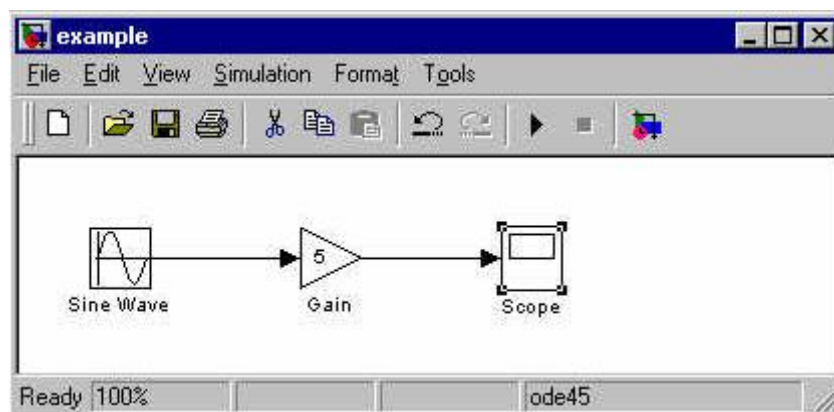 example
File Edit View Simulation Format Tools
5
Sine Wave Gain Scope
Ready 100% ode45